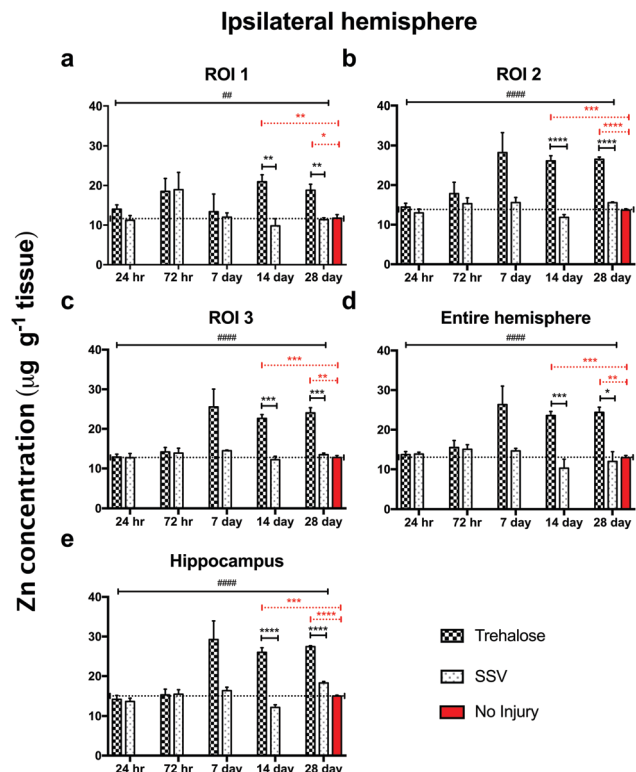 Ipsilateral hemisphere
Zn concentration (µg g-1 tissue)
a
ROI 1
##
**
*
** **
40
30
20
10
0
24 hr 72 hr 7 day 14 day 28 day
b
ROI 2
####
***
****
**** ****
40
30
20
10
0
24 hr 72 hr 7 day 14 day 28 day
c
ROI 3
####
***
**
*** ***
40
30
20
10
0
24 hr 72 hr 7 day 14 day 28 day
d
Entire hemisphere
####
***
**
*** *
40
30
20
10
0
24 hr 72 hr 7 day 14 day 28 day
e
Hippocampus
####
***
****
**** ****
40
30
20
10
0
24 hr 72 hr 7 day 14 day 28 day
Trehalose
SSV
No Injury